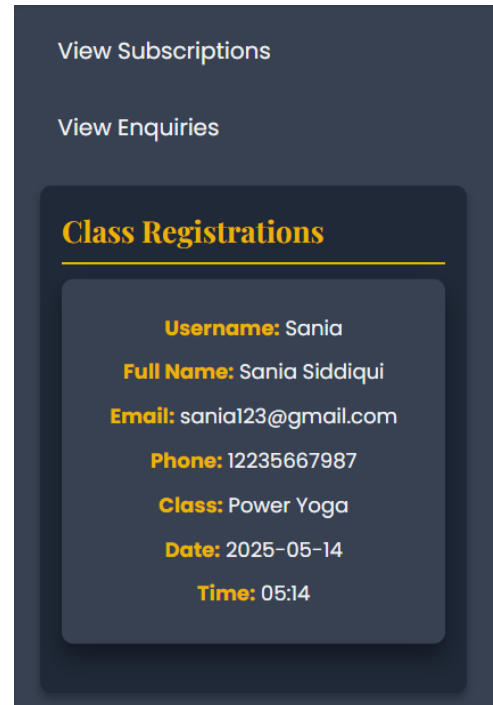 View Subscriptions
View Enquiries
Class Registrations
Username: Sania
Full Name: Sania Siddiqui
Email: sania123@gmail.com
Phone: 12235667987
Class: Power Yoga
Date: 2025-05-14
Time: 05:14